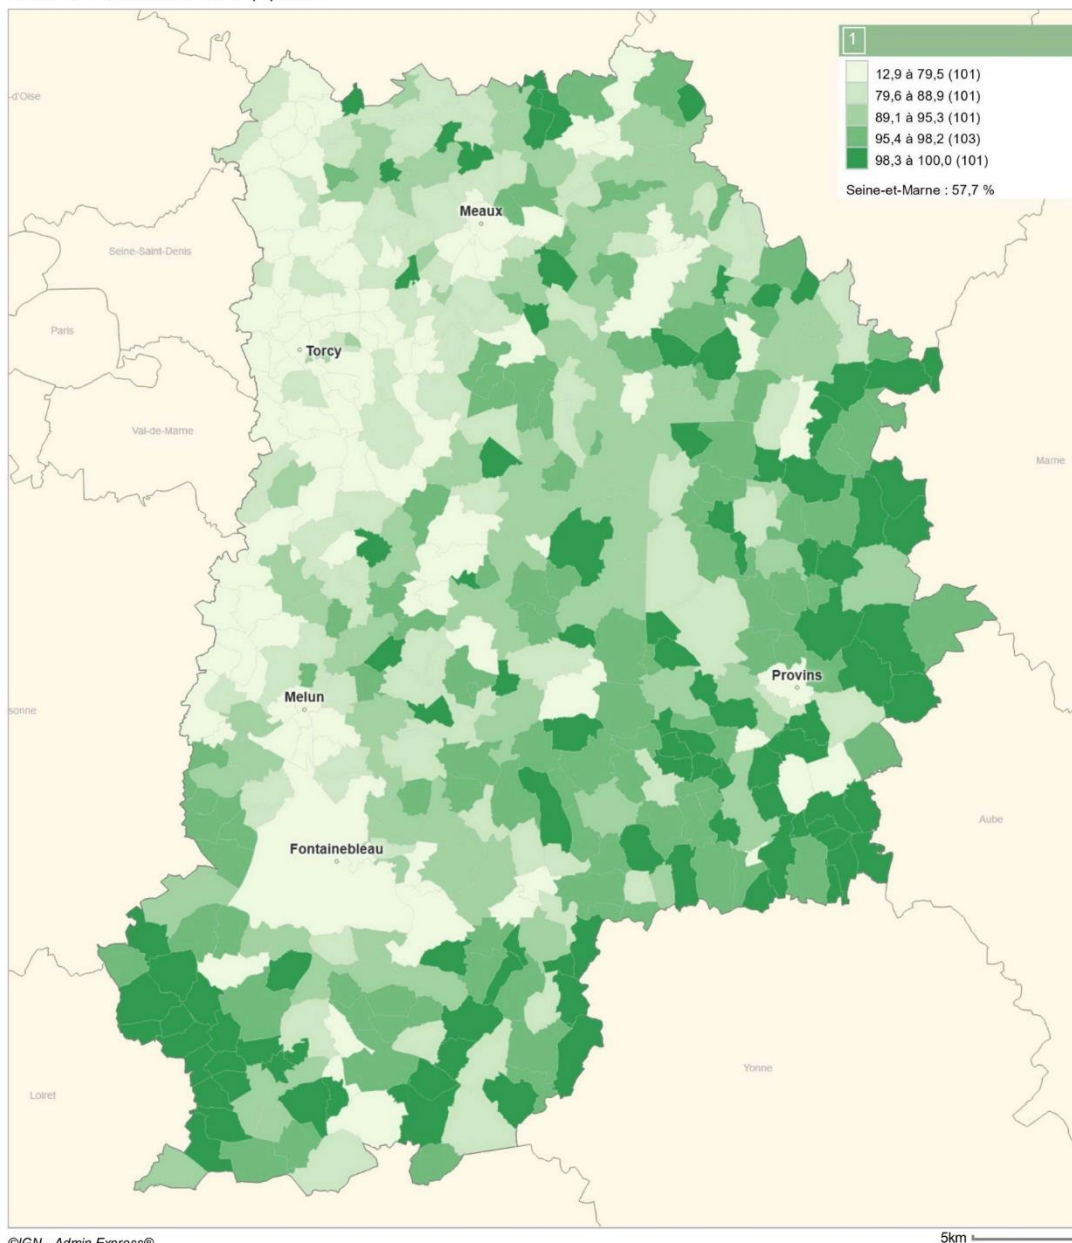 1
12,9 à 79,5 (101)
79,6 à 88,9 (101)
89,1 à 95,3 (101)
95,4 à 98,2 (103)
98,3 à 100,0 (101)
Seine-et-Marne : 57,7 %
-d'Oise
Meaux
Seine-Saint-Denis
Paris
Torcy
Val-de-Marne
Marne
Provins
Melun
sonne
Aube
Fontainebleau
Yonne
Loiret
5km
©IGN - Admin Express®